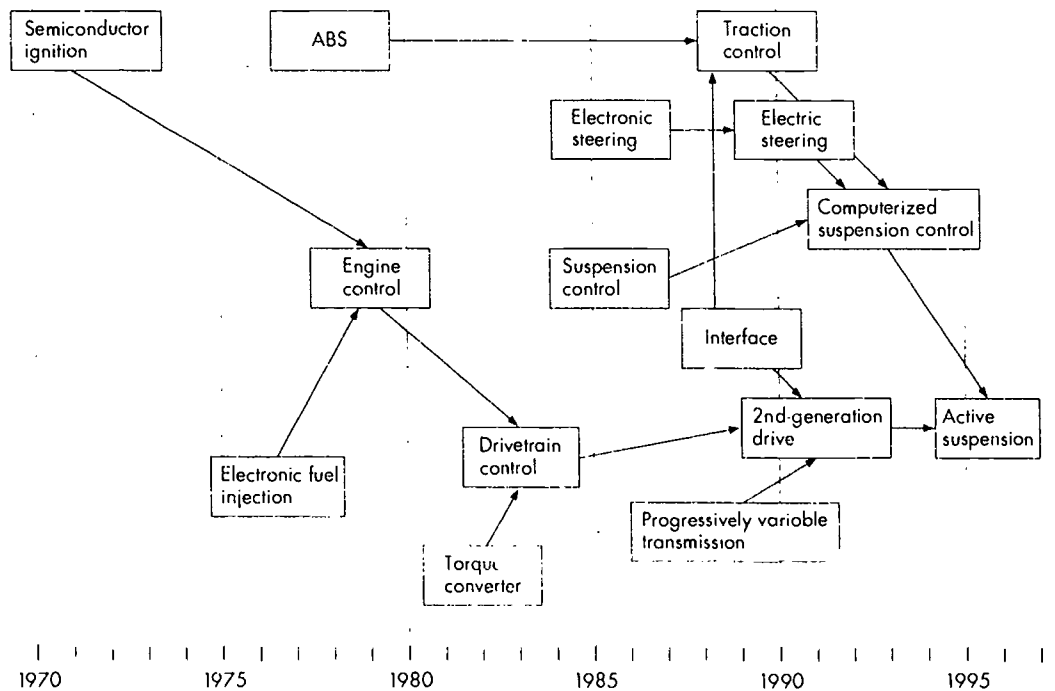 Semiconductor
ignition
ABS
Traction
control
Electronic
steering
Electric
steering
Computerized
suspension control
Engine
control
Suspension
control
Interface
2nd-generation
drive
Active
suspension
Drivetrain
control
Electronic fuel
injection
Progressively variable
transmission
Torque
converter
1970 1975 1980 1985 1990 1995